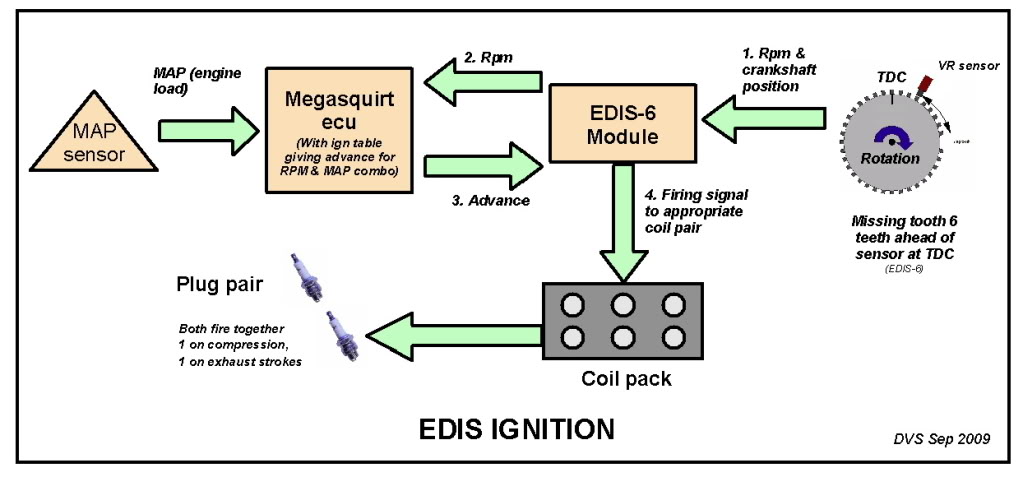 MAP (engine
load)
MAP
sensor
Megasquirt
ecu
(With ign table
giving advance for
RPM & MAP combo)
2. Rpm
3. Advance
EDIS-6
Module
1. Rpm &
crankshaft
position
TDC
VR sensor
Rotation
Missing tooth 6
teeth ahead of
sensor at TDC
(EDIS-6)
4. Firing signal
to appropriate
coil pair
Plug pair
Both fire together
1 on compression,
1 on exhaust strokes
Coil pack
EDIS IGNITION
DVS Sep 2009